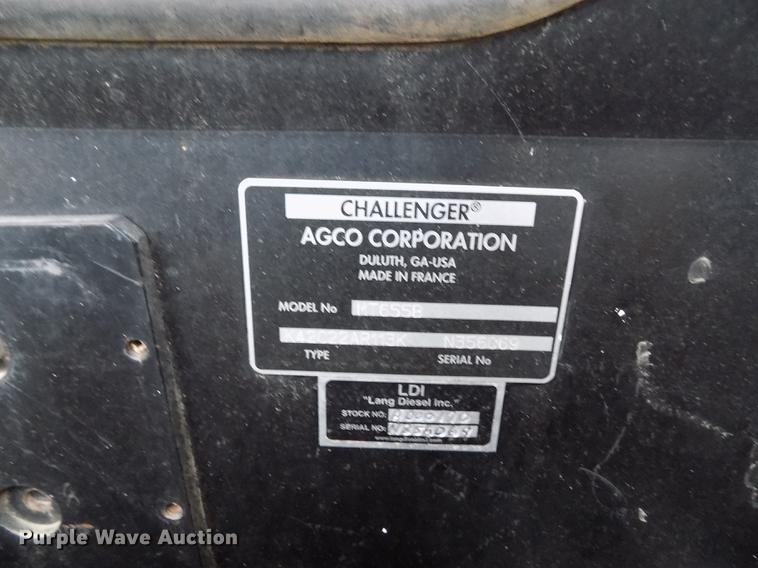 CHALLENGER®
AGCO CORPORATION
DULUTH, GA-USA
MADE IN FRANCE
MODEL No MT655B
N356069
TYPE SERIAL No
LDI
"Lang Diesel Inc."
STOCK NO:
SERIAL NO:
Purple Wave Auction